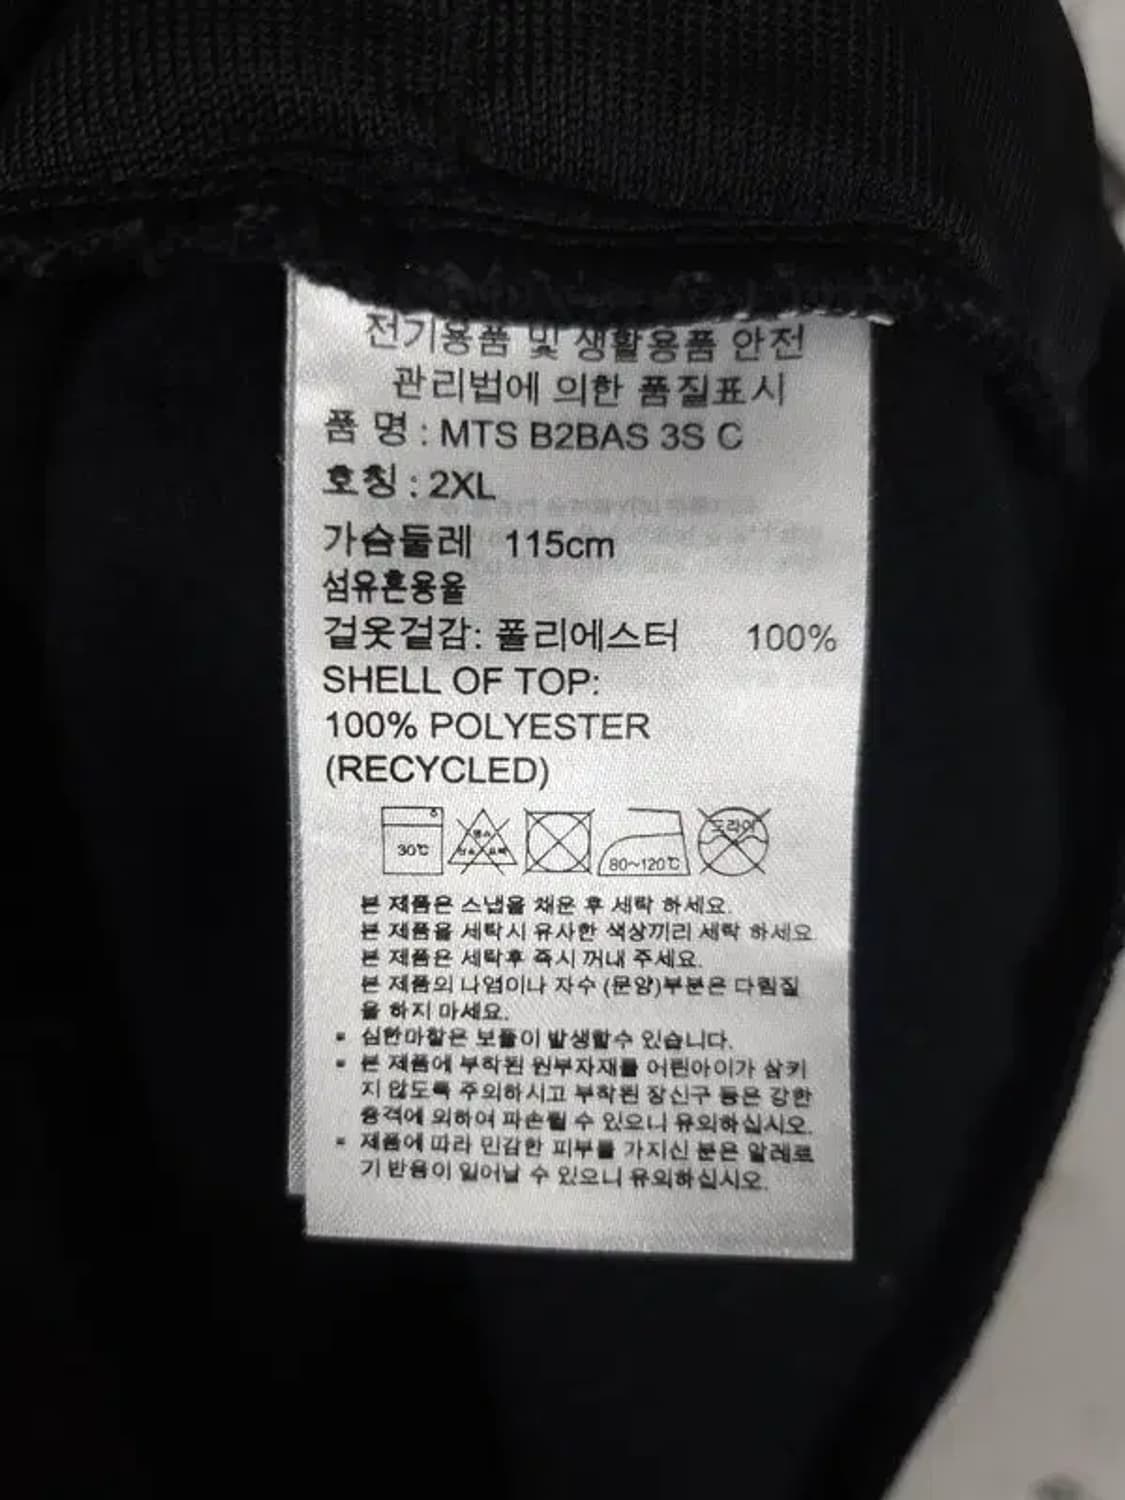 전기용품 및 생활용품 안전
관리법에 의한 품질표시
품 명 : MTS B2BAS 3S C
호칭 : 2XL
가슴둘레 115cm
섬유혼용율
겉옷겉감: 폴리에스터 100%
SHELL OF TOP:
100% POLYESTER
(RECYCLED)
30℃
80~120℃
드라이
본 제품은 스냅을 채운 후 세탁 하세요.
본 제품을 세탁시 유사한 색상끼리 세탁 하세요.
본 제품은 세탁후 즉시 꺼내 주세요.
본 제품의 나염이나 자수 (문양)부분은 다림질
을 하지 마세요.
* 심한마찰은 보풀이 발생할수 있습니다.
* 본 제품에 부착된 원부자재를 어린아이가 삼키
지 않도록 주의하시고 부착된 장신구 등은 강한
충격에 의하여 파손될 수 있으니 유의하십시오.
* 제품에 따라 민감한 피부를 가지신 분은 알레르
기 반응이 일어날 수 있으니 유의하십시오.